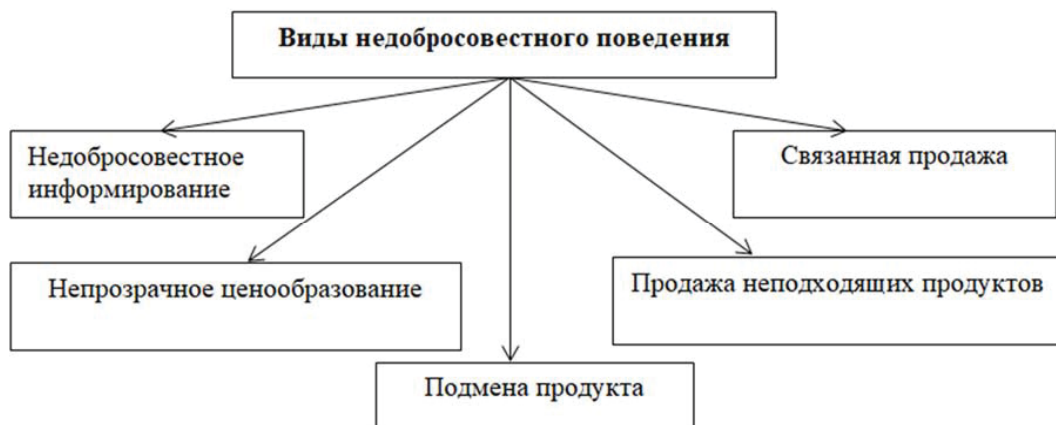 Виды недобросовестного поведения
Недобросовестное
информирование
Связанная продажа
Непрозрачное ценообразование
Продажа неподходящих продуктов
Подмена продукта